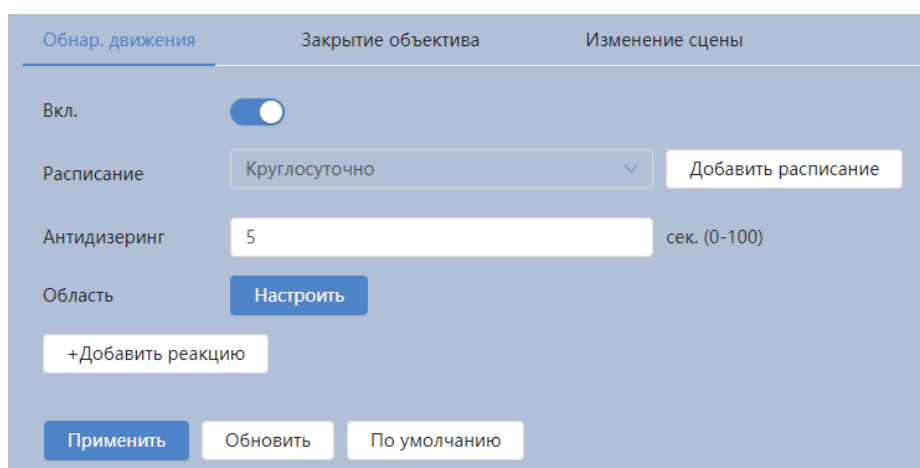 Обнар. движения Закрытие объектива Изменение сцены
Вкл.
Расписание Круглосуточно Добавить расписание
Антидизеринг 5 сек. (0-100)
Область Настроить
+Добавить реакцию
Применить Обновить По умолчанию